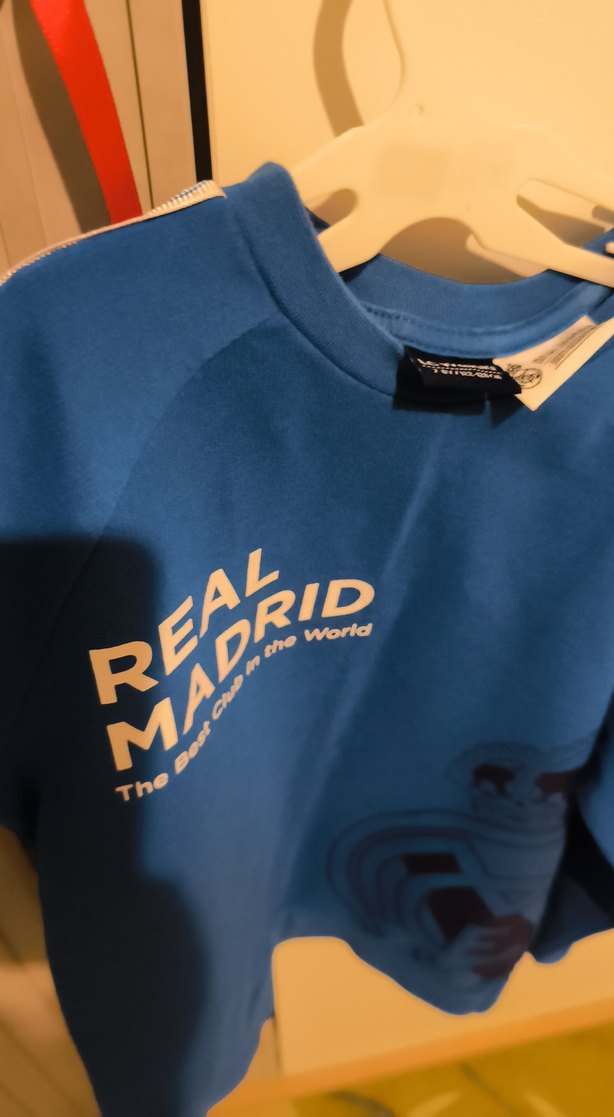 REAL
MADRID
The Best Club in the World